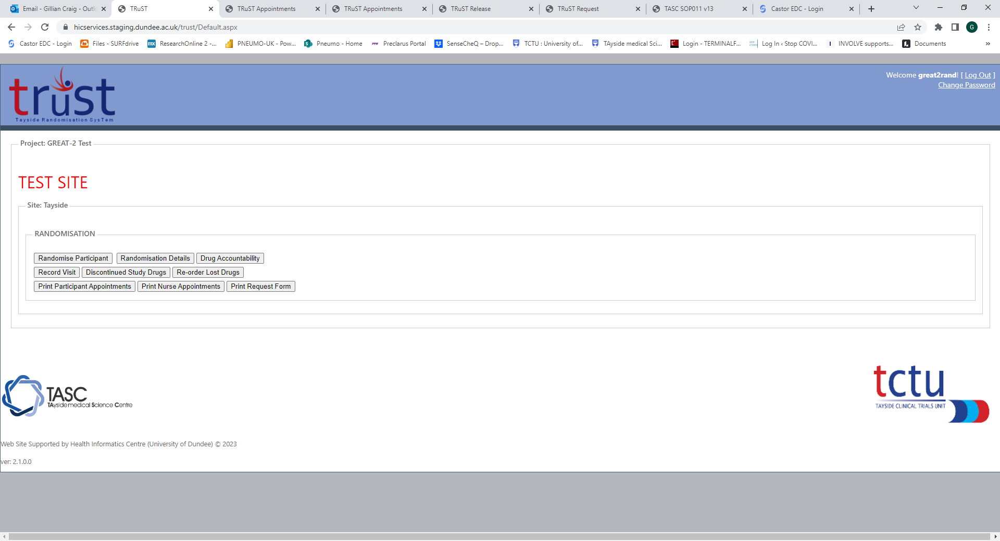 Email - Gillian Craig - Outl
TRuST
TRuST Appointments
TRuST Appointments
TRuST Release
TRuST Request
TASC SOP011 v13
Castor EDC - Login
hicservices.staging.dundee.ac.uk/trust/Default.aspx
G
Castor EDC - Login
Files - SURFdrive
ResearchOnline 2 -...
PNEUMO-UK - Pow...
Pneumo - Home
Preclarus Portal
SenseCheQ – Drop...
TCTU : University of...
TAyside medical Sci...
Login - TERMINALF...
Log In ‹ Stop COVI...
INVOLVE supports...
Documents
»
trust
Tayside Randomisation SysTem
Welcome great2rand! [ Log Out ]
Change Password
Project: GREAT-2 Test
TEST SITE
Site: Tayside
RANDOMISATION
Randomise Participant Randomisation Details Drug Accountability
Record Visit Discontinued Study Drugs Re-order Lost Drugs
Print Participant Appointments Print Nurse Appointments Print Request Form
TASC
TAyside medical Science Centre
tctu
TAYSIDE CLINICAL TRIALS UNIT
Web Site Supported by Health Informatics Centre (University of Dundee) © 2023
ver: 2.1.0.0